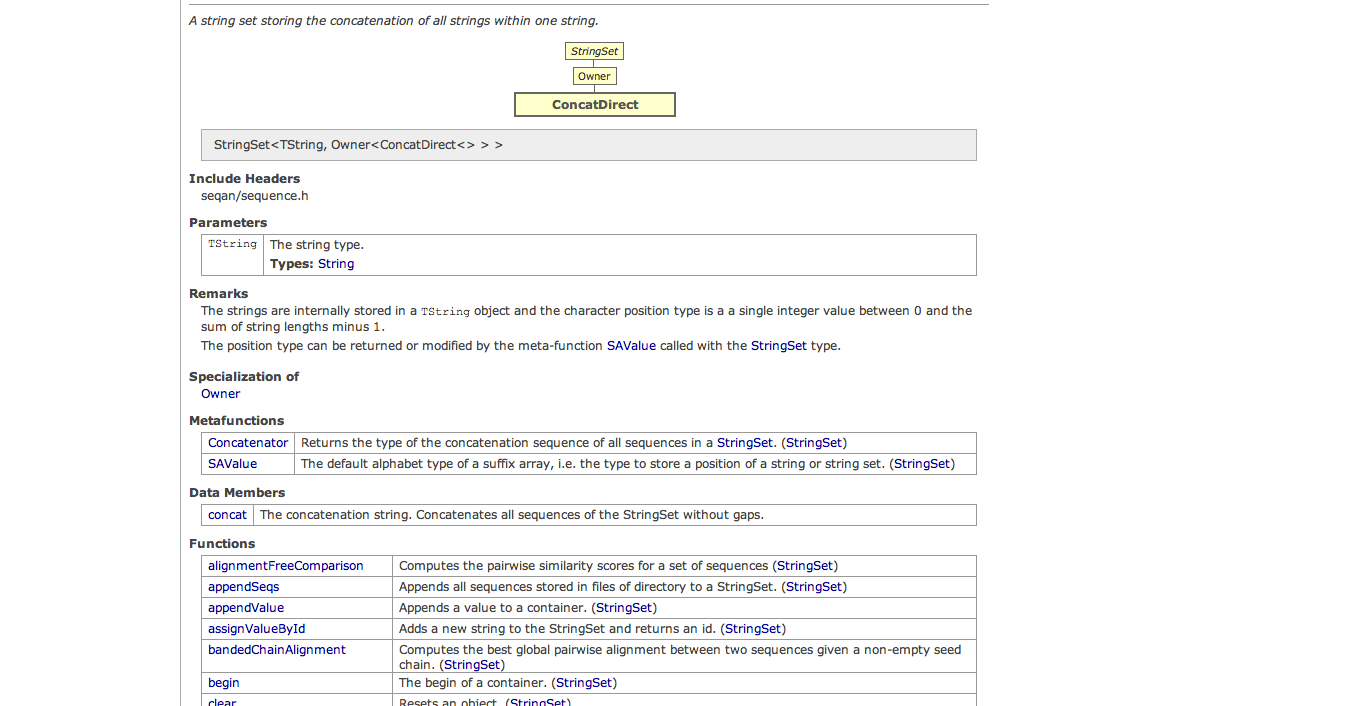 A string set storing the concatenation of all strings within one string.
StringSet
Owner
ConcatDirect
StringSet<TString, Owner<ConcatDirect<> > >
Include Headers
seqan/sequence.h
Parameters
TString The string type.
Types: String
Remarks
The strings are internally stored in a TString object and the character position type is a a single integer value between 0 and the
sum of string lengths minus 1.
The position type can be returned or modified by the meta-function SAValue called with the StringSet type.
Specialization of
Owner
Metafunctions
Concatenator Returns the type of the concatenation sequence of all sequences in a StringSet. (StringSet)
SAValue The default alphabet type of a suffix array, i.e. the type to store a position of a string or string set. (StringSet)
Data Members
concat The concatenation string. Concatenates all sequences of the StringSet without gaps.
Functions
alignmentFreeComparison Computes the pairwise similarity scores for a set of sequences (StringSet)
appendSeqs Appends all sequences stored in files of directory to a StringSet. (StringSet)
appendValue Appends a value to a container. (StringSet)
assignValueById Adds a new string to the StringSet and returns an id. (StringSet)
bandedChainAlignment Computes the best global pairwise alignment between two sequences given a non-empty seed
chain. (StringSet)
begin The begin of a container. (StringSet)
clear Resets an object. (StringSet)